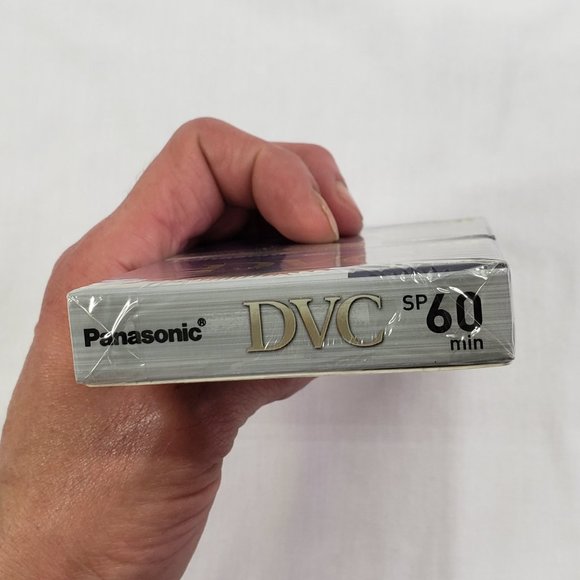 Panasonic®
DVC
SP 60
min